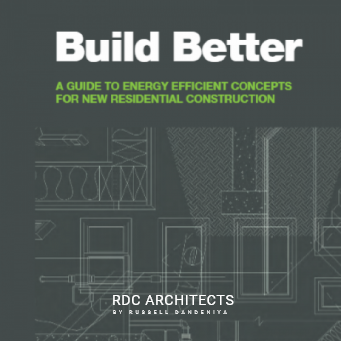 Build Better
A GUIDE TO ENERGY EFFICIENT CONCEPTS
FOR NEW RESIDENTIAL CONSTRUCTION
RDC ARCHITECTS
BY RUSSELL DANDENIYA